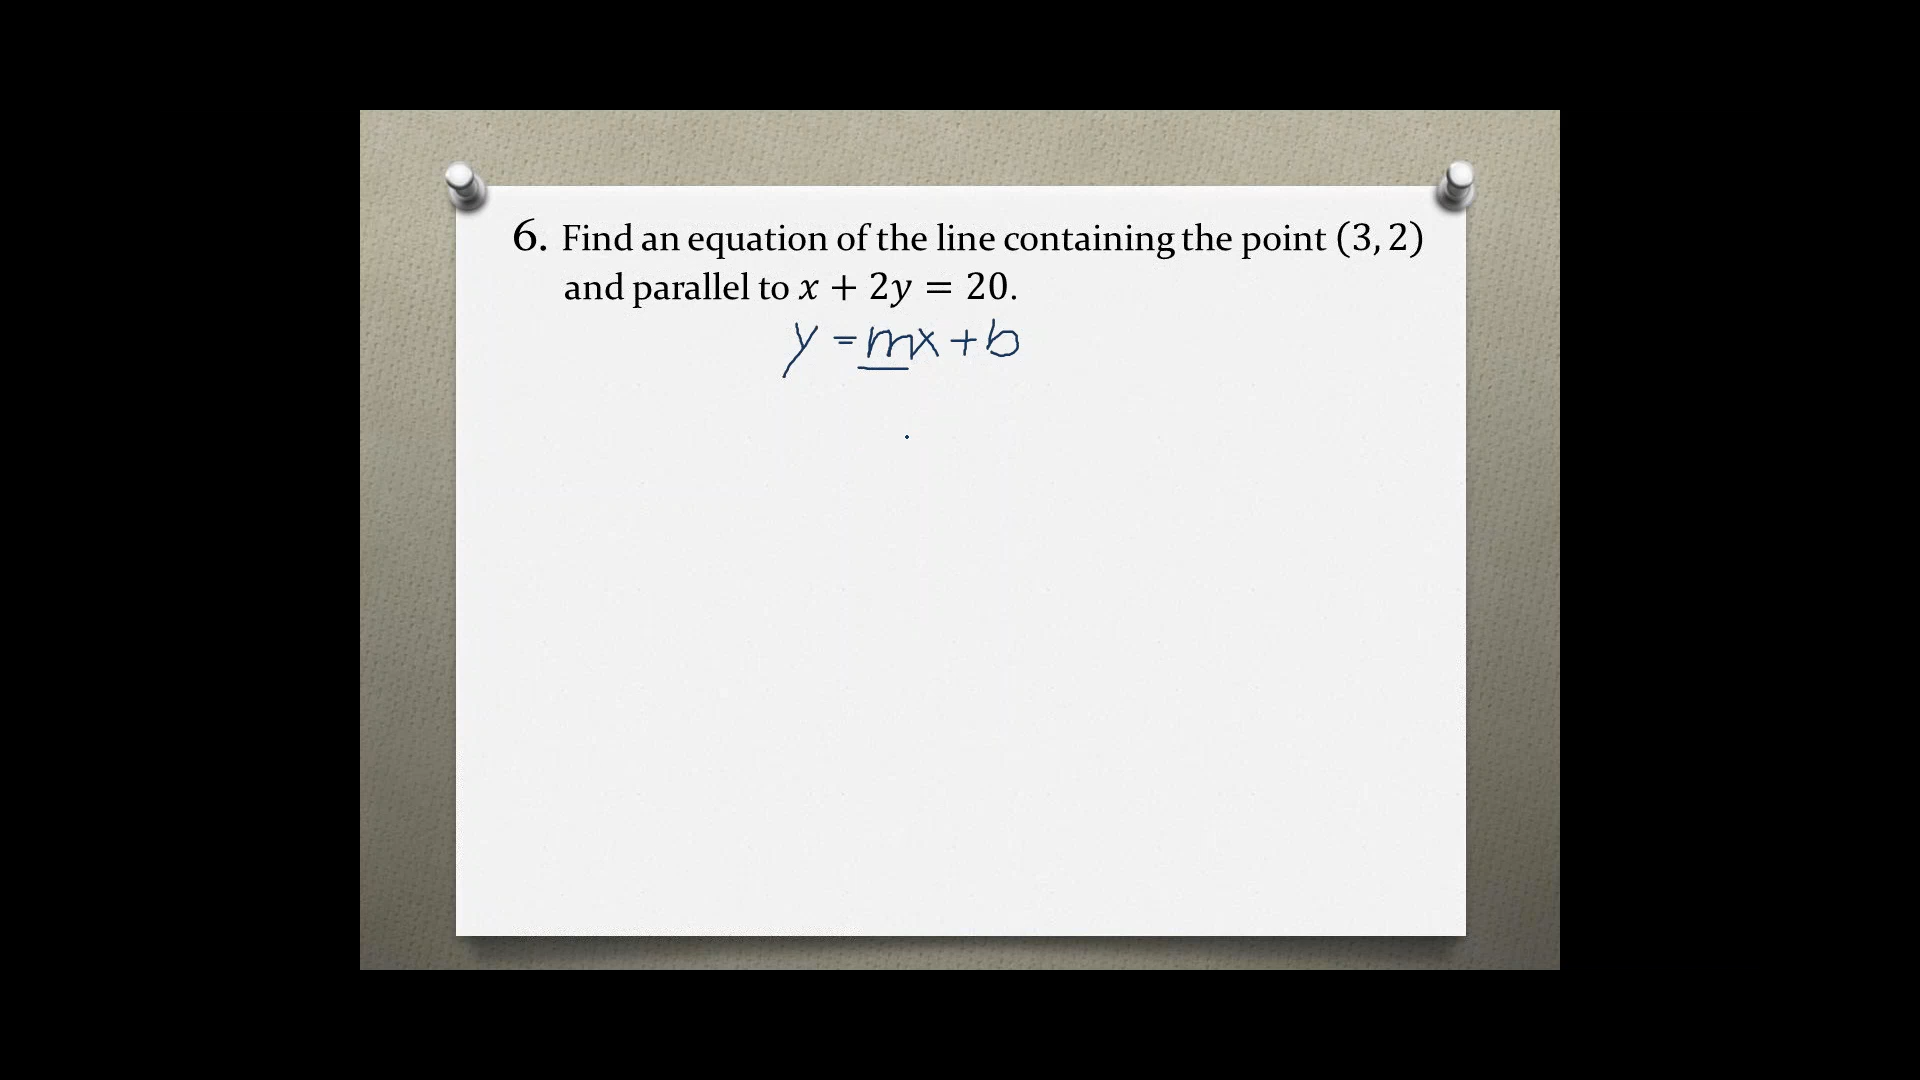 6. Find an equation of the line containing the point (3, 2)
and parallel to x + 2y = 20.
y = mx + b